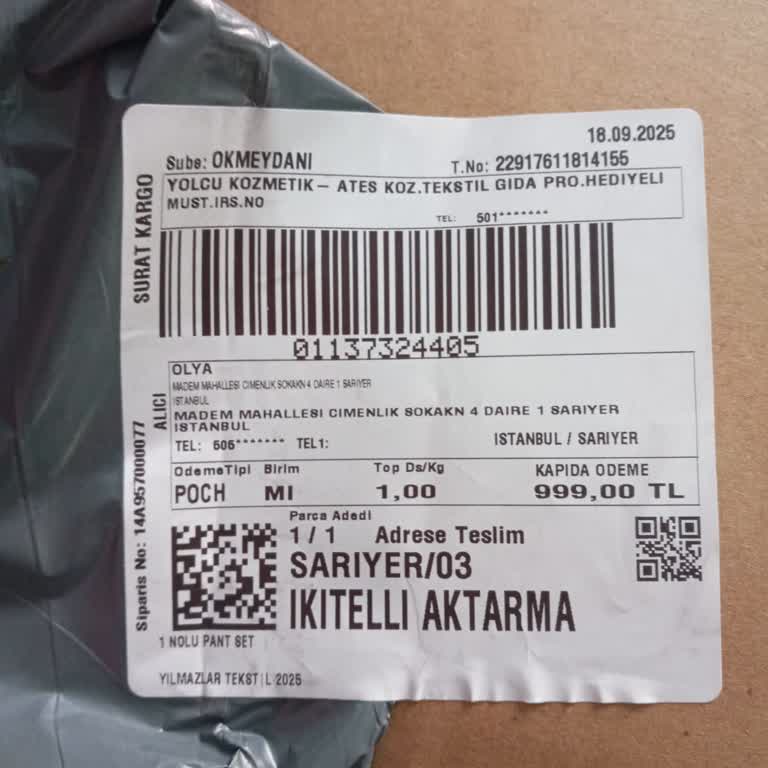 18.09.2025
Sube: OKMEYDANI T.No: 22917611814155
YOLCU KOZMETIK- ATES KOZ.TEKSTIL GIDA PRO.HEDIYELI
MUST.IRS.NO
TEL: 501*******
SURAT KARGO
01137324405
ALICI
OLYA
MADEM MAHALLESI CIMENLIK SOKAKN 4 DAIRE 1 SARIYER
ISTANBUL
MADEM MAHALLESI CIMENLIK SOKAKN 4 DAIRE 1 SARIYER
ISTANBUL
TEL: 505******* TEL1: ISTANBUL / SARIYER
OdemeTipi Birim Top Ds/Kg KAPIDA ODEME
POCH MI 1,00 999,00 TL
Siparis No: 14A957000077
Parca Adedi
1 / 1 Adrese Teslim
SARIYER/03
IKITELLI AKTARMA
1 NOLU PANT SET
YILMAZLAR TEKSTIL 2025